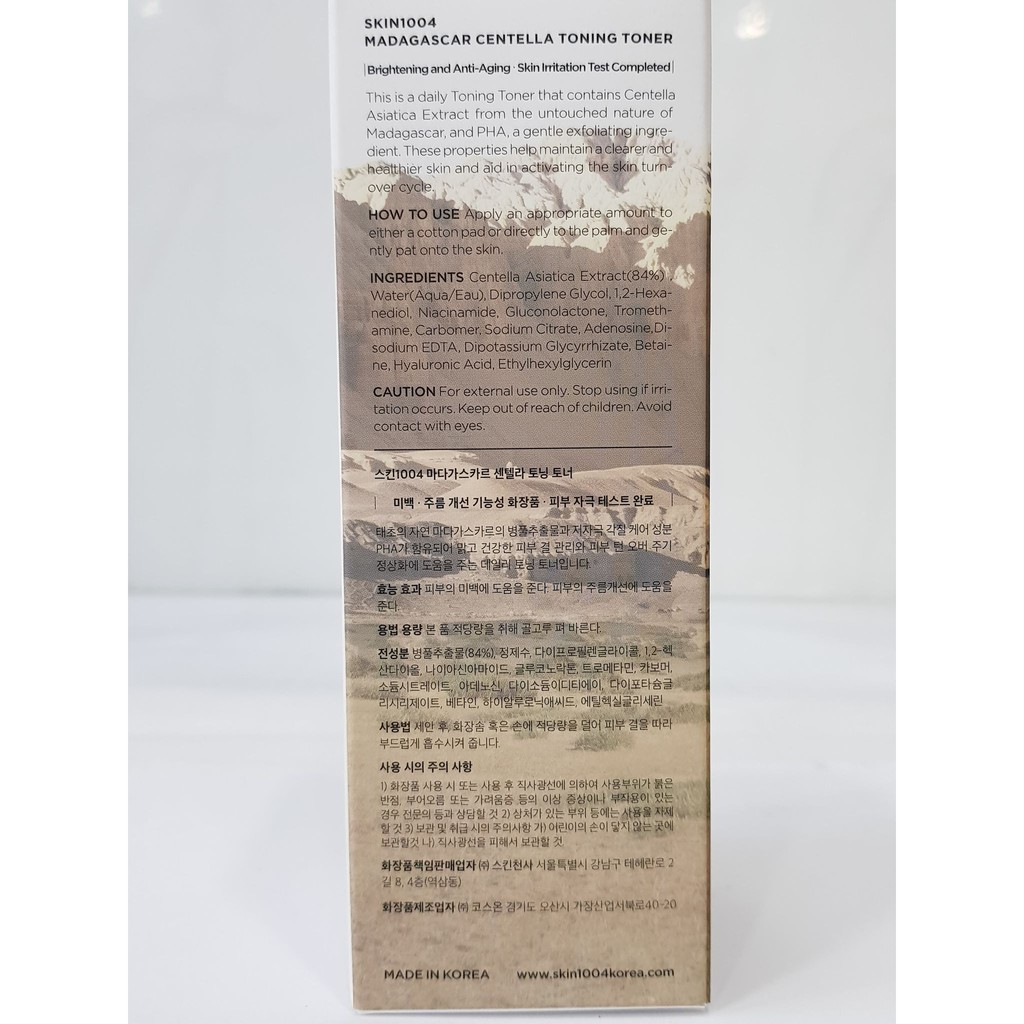 SKIN1004
MADAGASCAR CENTELLA TONING TONER
Brightening and Anti-Aging · Skin Irritation Test Completed
This is a daily Toning Toner that contains Centella
Asiatica Extract from the untouched nature of
Madagascar, and PHA, a gentle exfoliating ingre-
dient. These properties help maintain a clearer and
healthier skin and aid in activating the skin turn-
over cycle.
HOW TO USE Apply an appropriate amount to
either a cotton pad or directly to the palm and ge-
ntly pat onto the skin.
INGREDIENTS Centella Asiatica Extract(84%) ,
Water(Aqua/Eau), Dipropylene Glycol, 1,2-Hexa-
nediol, Niacinamide, Gluconolactone, Trometh-
amine, Carbomer, Sodium Citrate, Adenosine,Di-
sodium EDTA, Dipotassium Glycyrrhizate, Betai-
ne, Hyaluronic Acid, Ethylhexylglycerin
CAUTION For external use only. Stop using if irri-
tation occurs. Keep out of reach of children. Avoid
contact with eyes.
스킨1004 마다가스카르 센텔라 토닝 토너
미백 · 주름 개선 기능성 화장품 · 피부 자극 테스트 완료
태초의 자연 마다가스카르의 병풀추출물과 저자극 각질 케어 성분
PHA가 함유되어 맑고 건강한 피부 결 관리와 피부 턴 오버 주기
정상화에 도움을 주는 데일리 토닝 토너입니다.
효능 효과 피부의 미백에 도움을 준다. 피부의 주름개선에 도움을
준다.
용법 용량 본 품 적당량을 취해 골고루 펴 바른다.
전성분 병풀추출물(84%), 정제수, 다이프로필렌글라이콜, 1,2-헥
산다이올, 나이아신아마이드, 글루코노락톤, 트로메타민, 카보머,
소듐시트레이트, 아데노신, 다이소듐이디티에이, 다이포타슘글
리시리제이트, 베타인, 하이알루로닉애씨드, 에틸헥실글리세린
사용법 세안 후, 화장솜 혹은 손에 적당량을 덜어 피부 결을 따라
부드럽게 흡수시켜 줍니다.
사용 시의 주의 사항
1) 화장품 사용 시 또는 사용 후 직사광선에 의하여 사용부위가 붉은
반점, 부어오름 또는 가려움증 등의 이상 증상이나 부작용이 있는
경우 전문의 등과 상담할 것 2) 상처가 있는 부위 등에는 사용을 자제
할 것 3) 보관 및 취급 시의 주의사항 가) 어린이의 손이 닿지 않는 곳에
보관할것 나) 직사광선을 피해서 보관할 것
화장품책임판매업자 ㈜ 스킨천사 서울특별시 강남구 테헤란로 2
길 8, 4층(역삼동)
화장품제조업자 ㈜ 코스온 경기도 오산시 가장산업서북로40-20
MADE IN KOREA www.skin1004korea.com